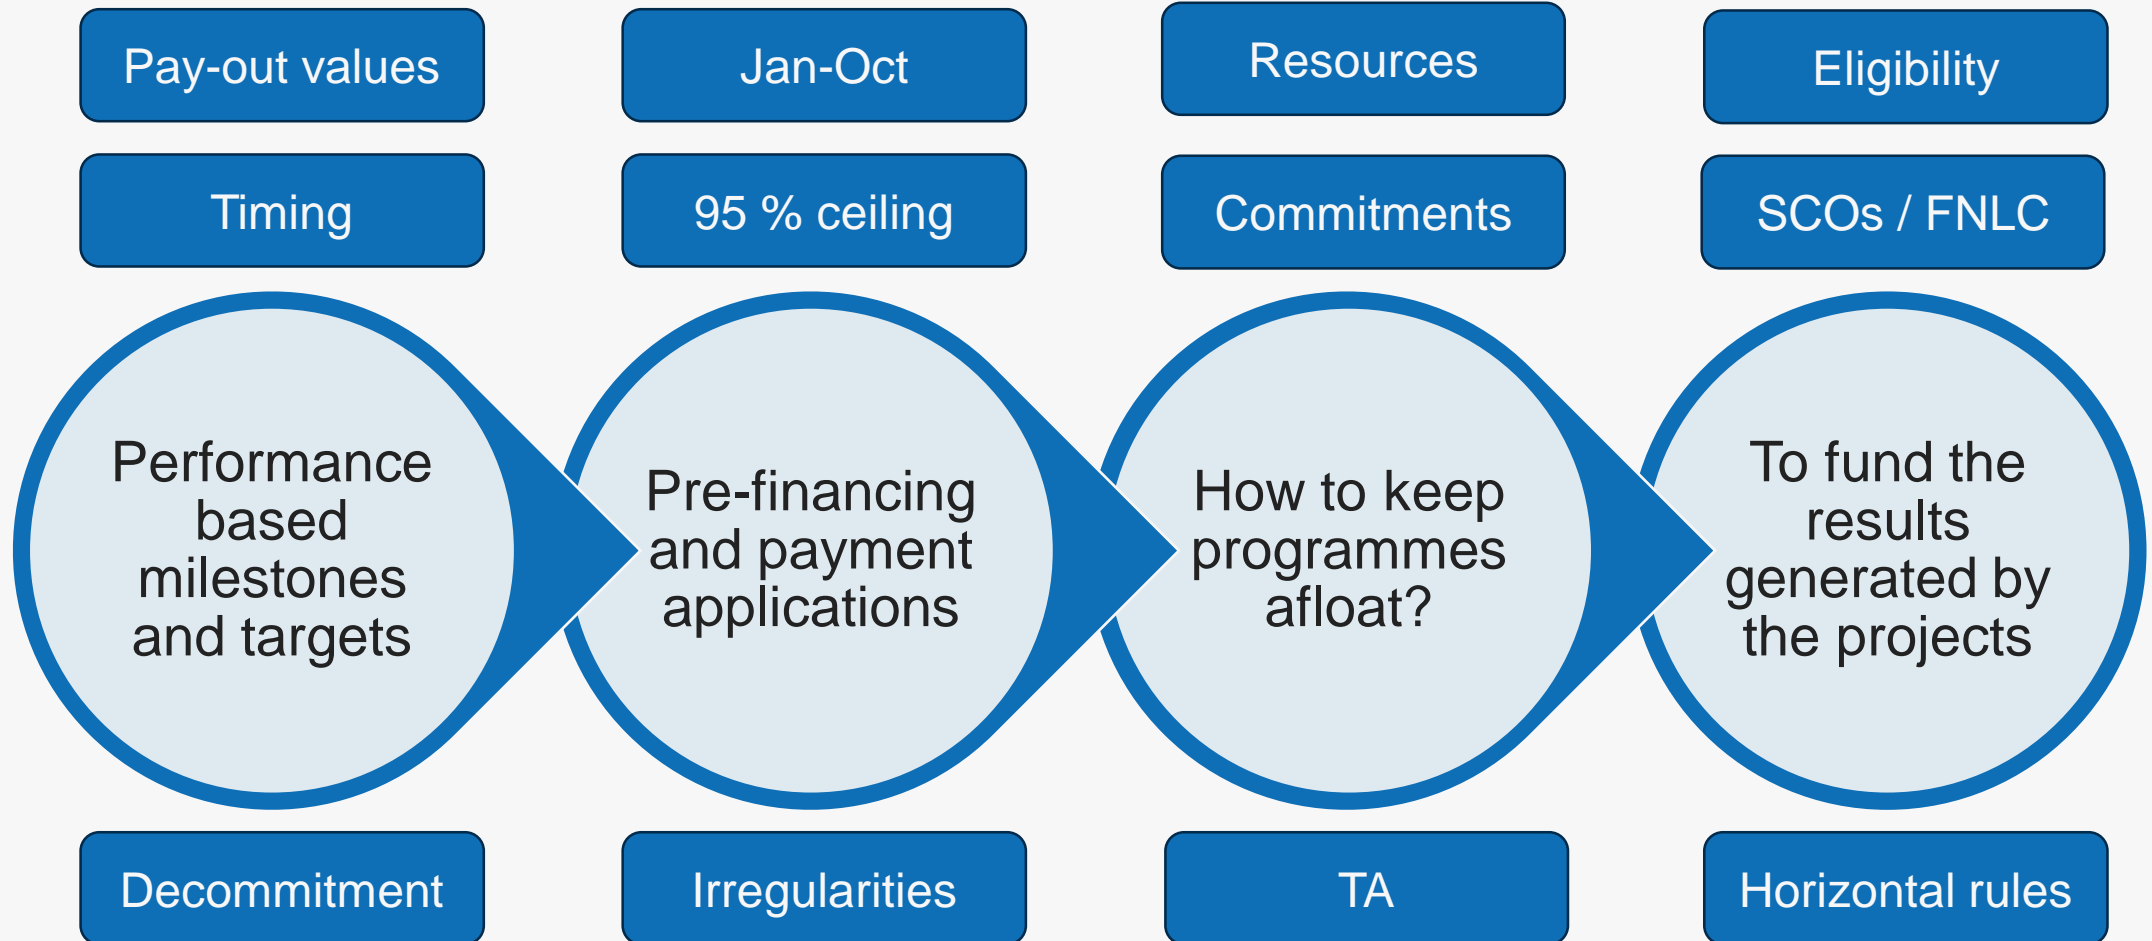 Pay-out values
Jan-Oct
Resources
Eligibility
Timing
95 % ceiling
Commitments
SCOs / FNLC
Performance
based
milestones
and targets
Pre-financing
and payment
applications
How to keep
programmes
afloat?
To fund the
results
generated by
the projects
Decommitment
Irregularities
TA
Horizontal rules